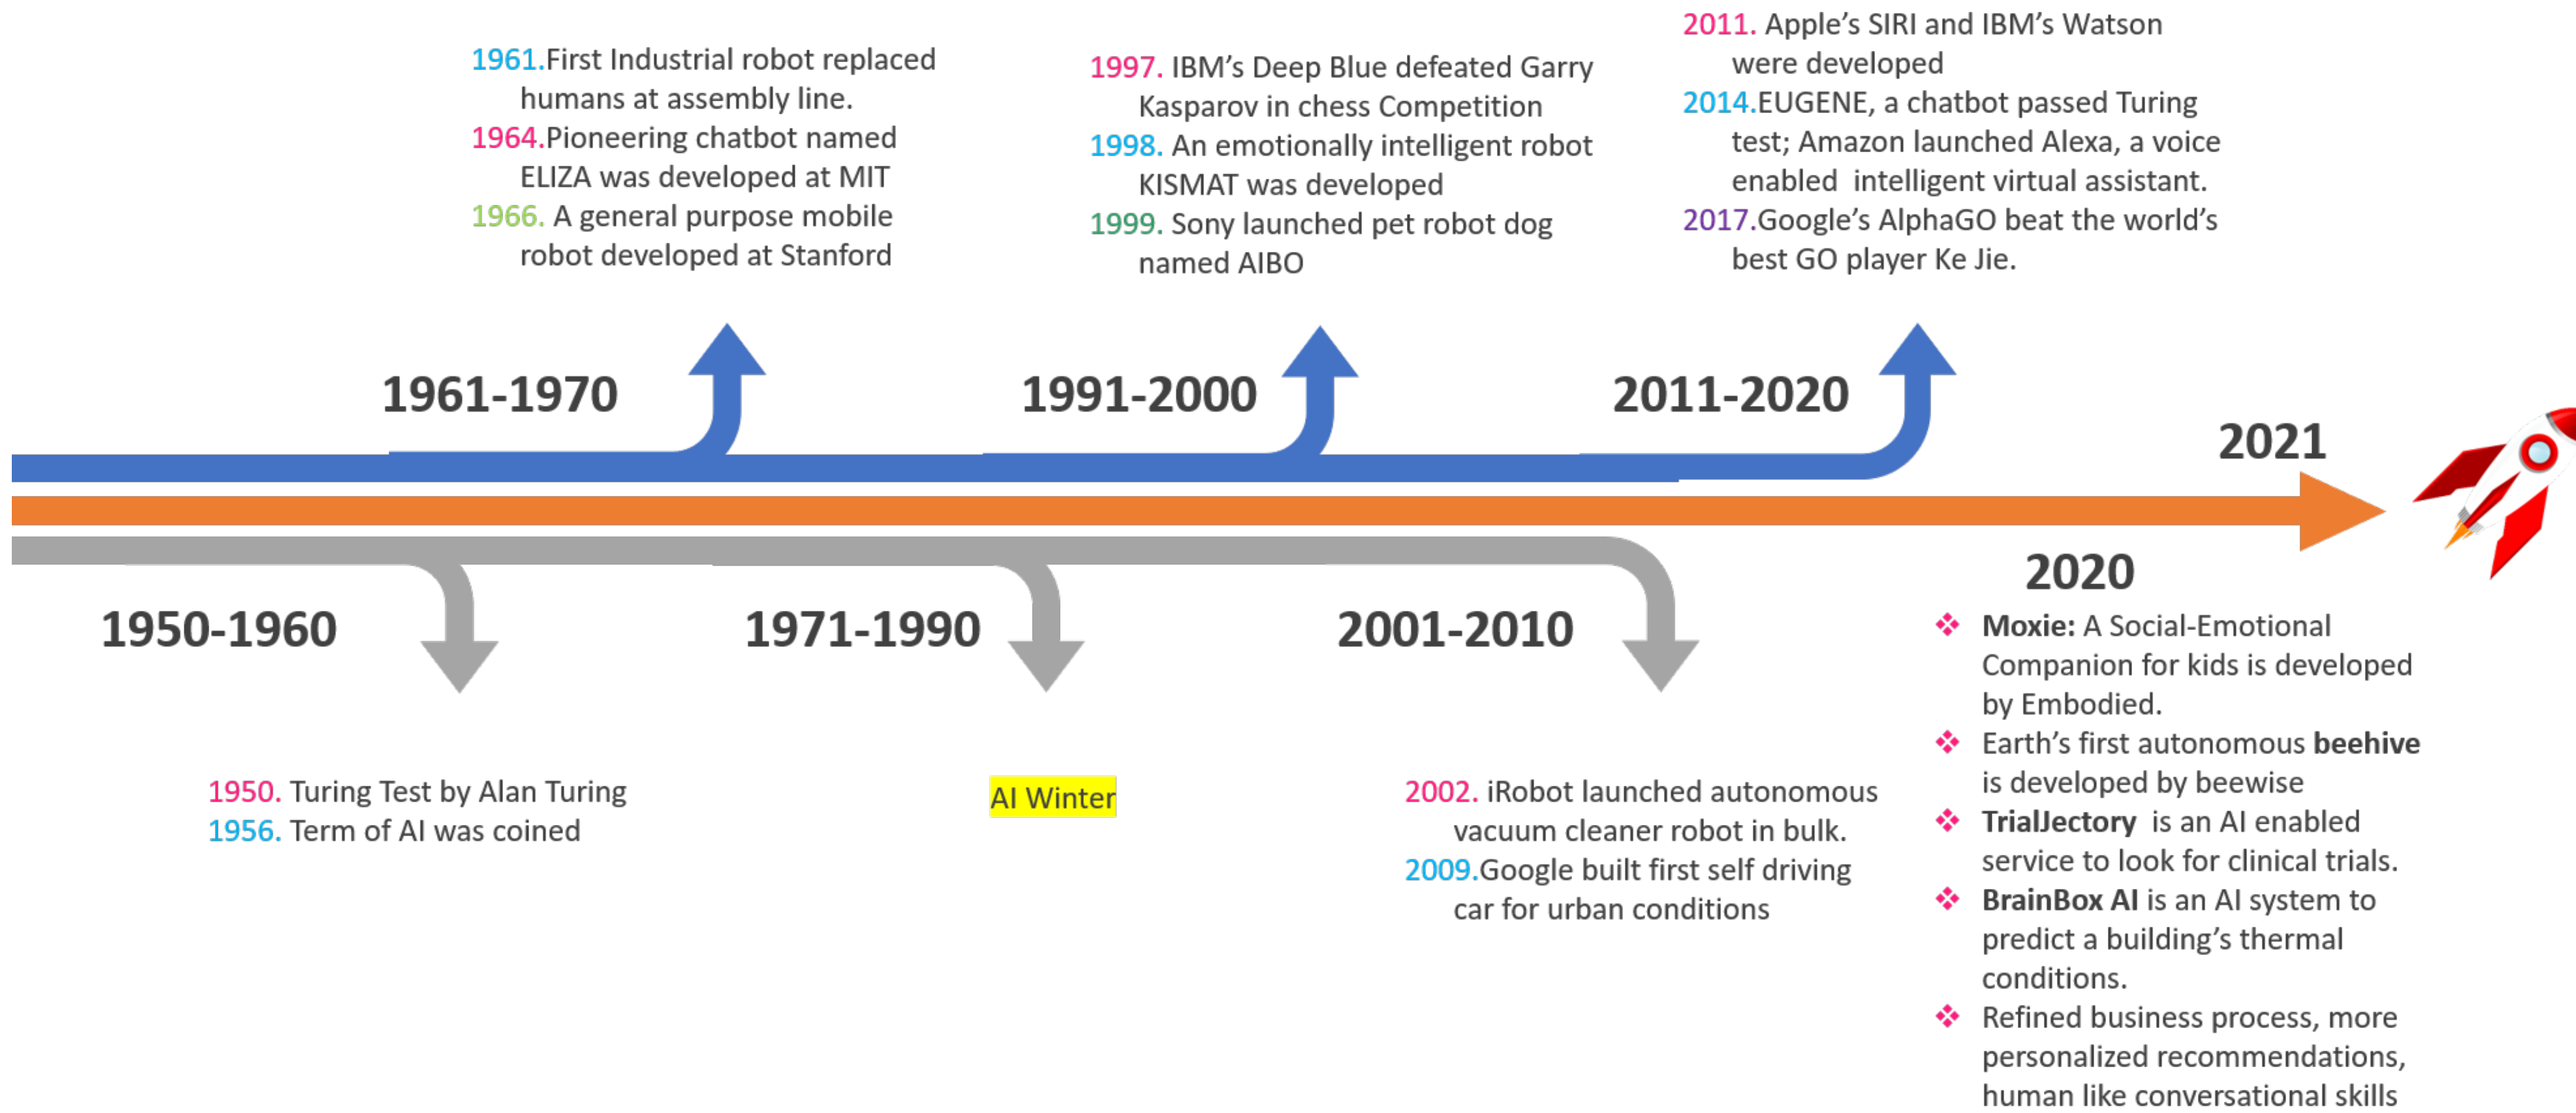 1961.First Industrial robot replaced
humans at assembly line.
1964.Pioneering chatbot named
ELIZA was developed at MIT
1966. A general purpose mobile
robot developed at Stanford
1997. IBM's Deep Blue defeated Garry
Kasparov in chess Competition
1998. An emotionally intelligent robot
KISMAT was developed
1999. Sony launched pet robot dog
named AIBO
2011. Apple's SIRI and IBM's Watson
were developed
2014.EUGENE, a chatbot passed Turing
test; Amazon launched Alexa, a voice
enabled intelligent virtual assistant.
2017.Google's AlphaGO beat the world's
best GO player Ke Jie.
1961-1970
1991-2000
2011-2020
2021
1950-1960
1971-1990
2001-2010
2020
1950. Turing Test by Alan Turing
1956. Term of AI was coined
AI Winter
2002. iRobot launched autonomous
vacuum cleaner robot in bulk.
2009.Google built first self driving
car for urban conditions
Moxie: A Social-Emotional
Companion for kids is developed
by Embodied.
Earth's first autonomous beehive
is developed by beewise
TrialJectory is an AI enabled
service to look for clinical trials.
BrainBox AI is an AI system to
predict a building's thermal
conditions.
Refined business process, more
personalized recommendations,
human like conversational skills